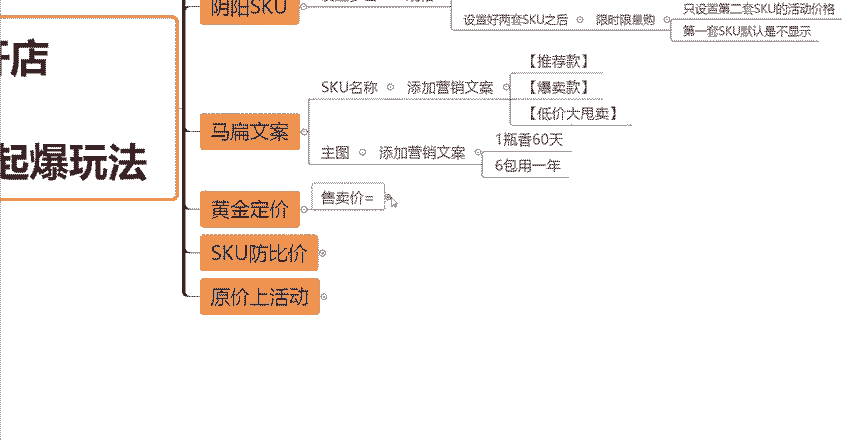 阴阳SKU
设置好两套SKU之后
限时限量购
只设置第二套SKU的活动价格
第一套SKU默认是不显示
开店
起爆玩法
马扁文案
SKU名称
添加营销文案
【推荐款】
【爆卖款】
【低价大甩卖】
主图
添加营销文案
1瓶香60天
6包用一年
黄金定价
售卖价=
SKU防比价
原价上活动